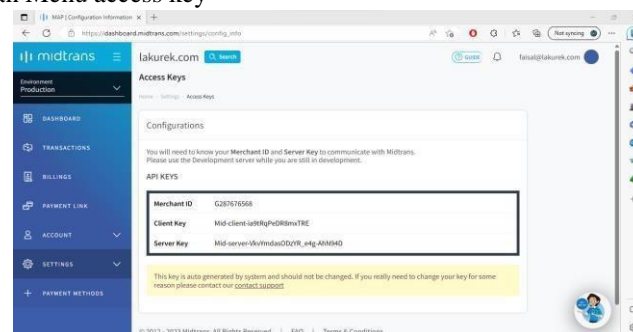 MAP | Configuration Information
https://dashboard.midtrans.com/settings/config_info
Not syncing
midtrans
lakurek.com
Search
GUIDE
faisal@lakurek.com
Environment
Production
Access Keys
Home Settings Access Keys
DASHBOARD
TRANSACTIONS
BILLINGS
PAYMENT LINK
ACCOUNT
SETTINGS
PAYMENT METHODS
Configurations
You will need to know your Merchant ID and Server Key to communicate with Midtrans.
Please use the Development server while you are still in development.
API KEYS
Merchant ID G287676568
Client Key
Server Key
This key is auto generated by system and should not be changed. If you really need to change your key for some
reason please contact our contact support
All Rights Reserved | FAQ | Terms & Conditions